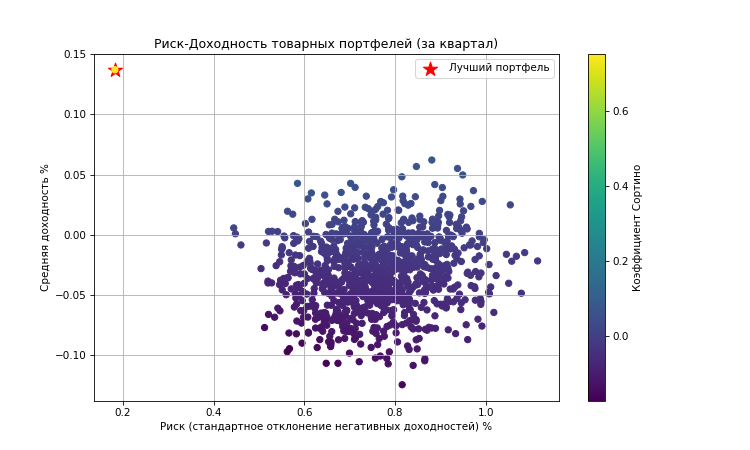 Риск-Доходность товарных портфелей (за квартал)
Лучший портфель
Средняя доходность %
0.15
0.10
0.05
0.00
−0.05
−0.10
0.2 0.4 0.6 0.8 1.0
Риск (стандартное отклонение негативных доходностей) %
0.6
0.4
0.2
0.0
Коэффициент Сортино